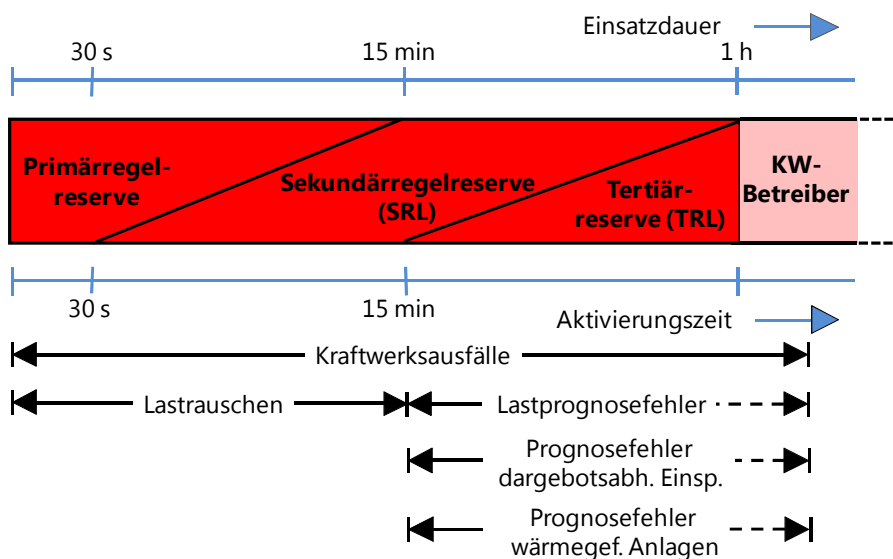 Einsatzdauer
30 s
15 min
1 h
Primärregel-
reserve
Sekundärregelreserve
(SRL)
Tertiär-
reserve (TRL)
KW-
Betreiber
30 s
15 min
Aktivierungszeit
Kraftwerksausfälle
Lastrauschen
Lastprognosefehler
Prognosefehler
dargebotsabh. Einsp.
Prognosefehler
wärmegef. Anlagen